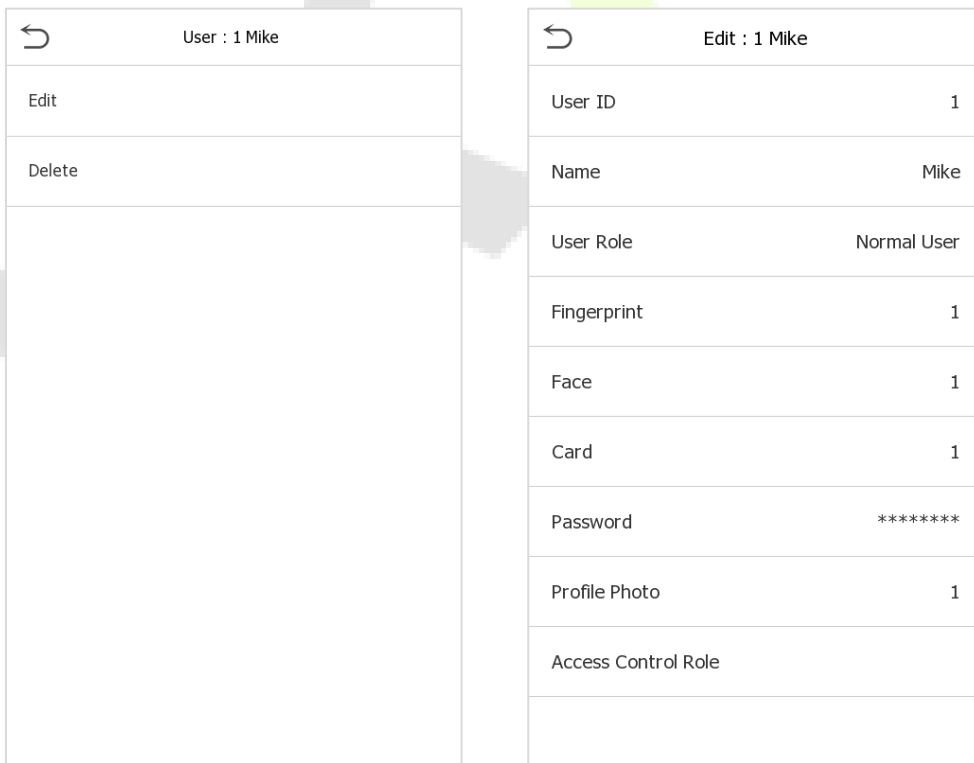 User : 1 Mike
Edit
Delete
Edit : 1 Mike
User ID 1
Name Mike
User Role Normal User
Fingerprint 1
Face 1
Card 1
Password ********
Profile Photo 1
Access Control Role